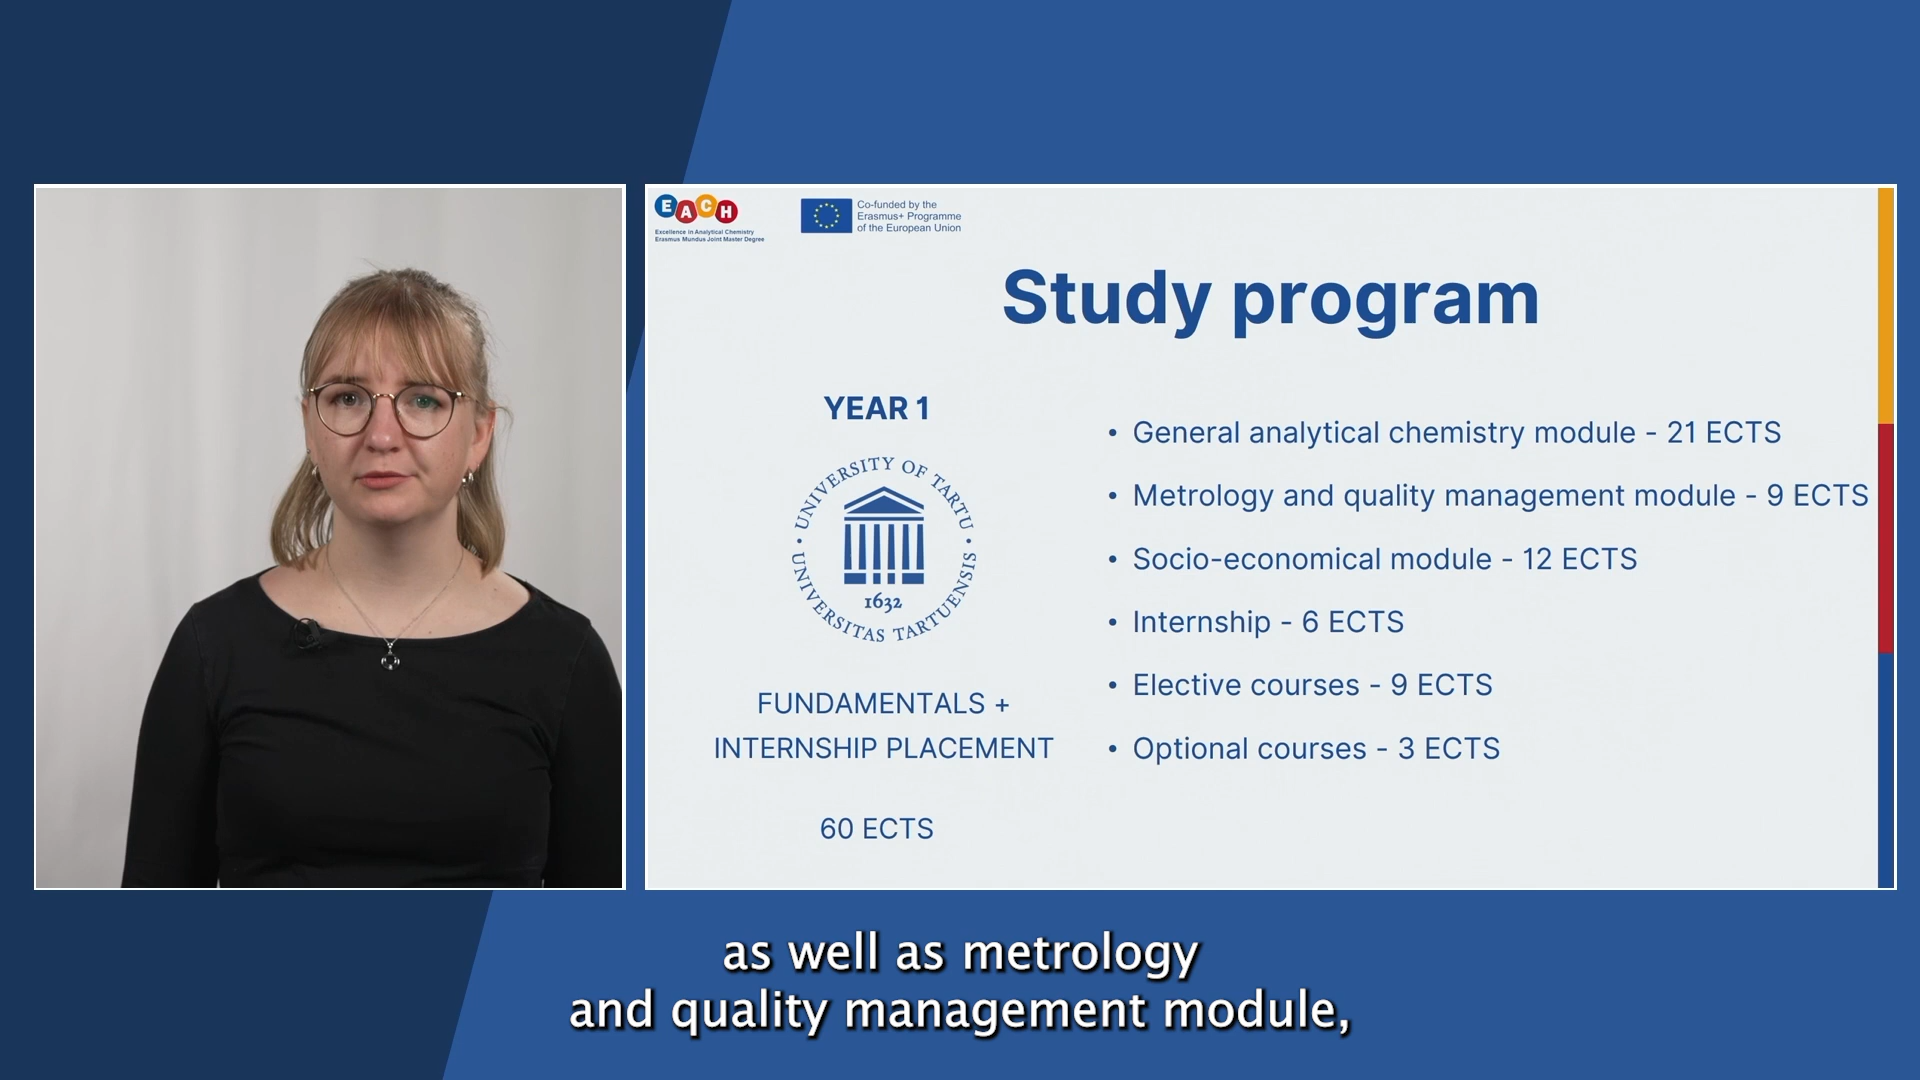 EACH
Excellence in Analytical Chemistry
Erasmus Mundus Joint Master Degree
Co-funded by the
Erasmus+ Programme
of the European Union
Study program
YEAR 1
UNIVERSITY OF TARTU
UNIVERSITAS TARTUENSIS
1632
FUNDAMENTALS +
INTERNSHIP PLACEMENT
60 ECTS
• General analytical chemistry module - 21 ECTS
• Metrology and quality management module - 9 ECTS
• Socio-economical module - 12 ECTS
• Internship - 6 ECTS
• Elective courses - 9 ECTS
• Optional courses - 3 ECTS
as well as metrology
and quality management module,